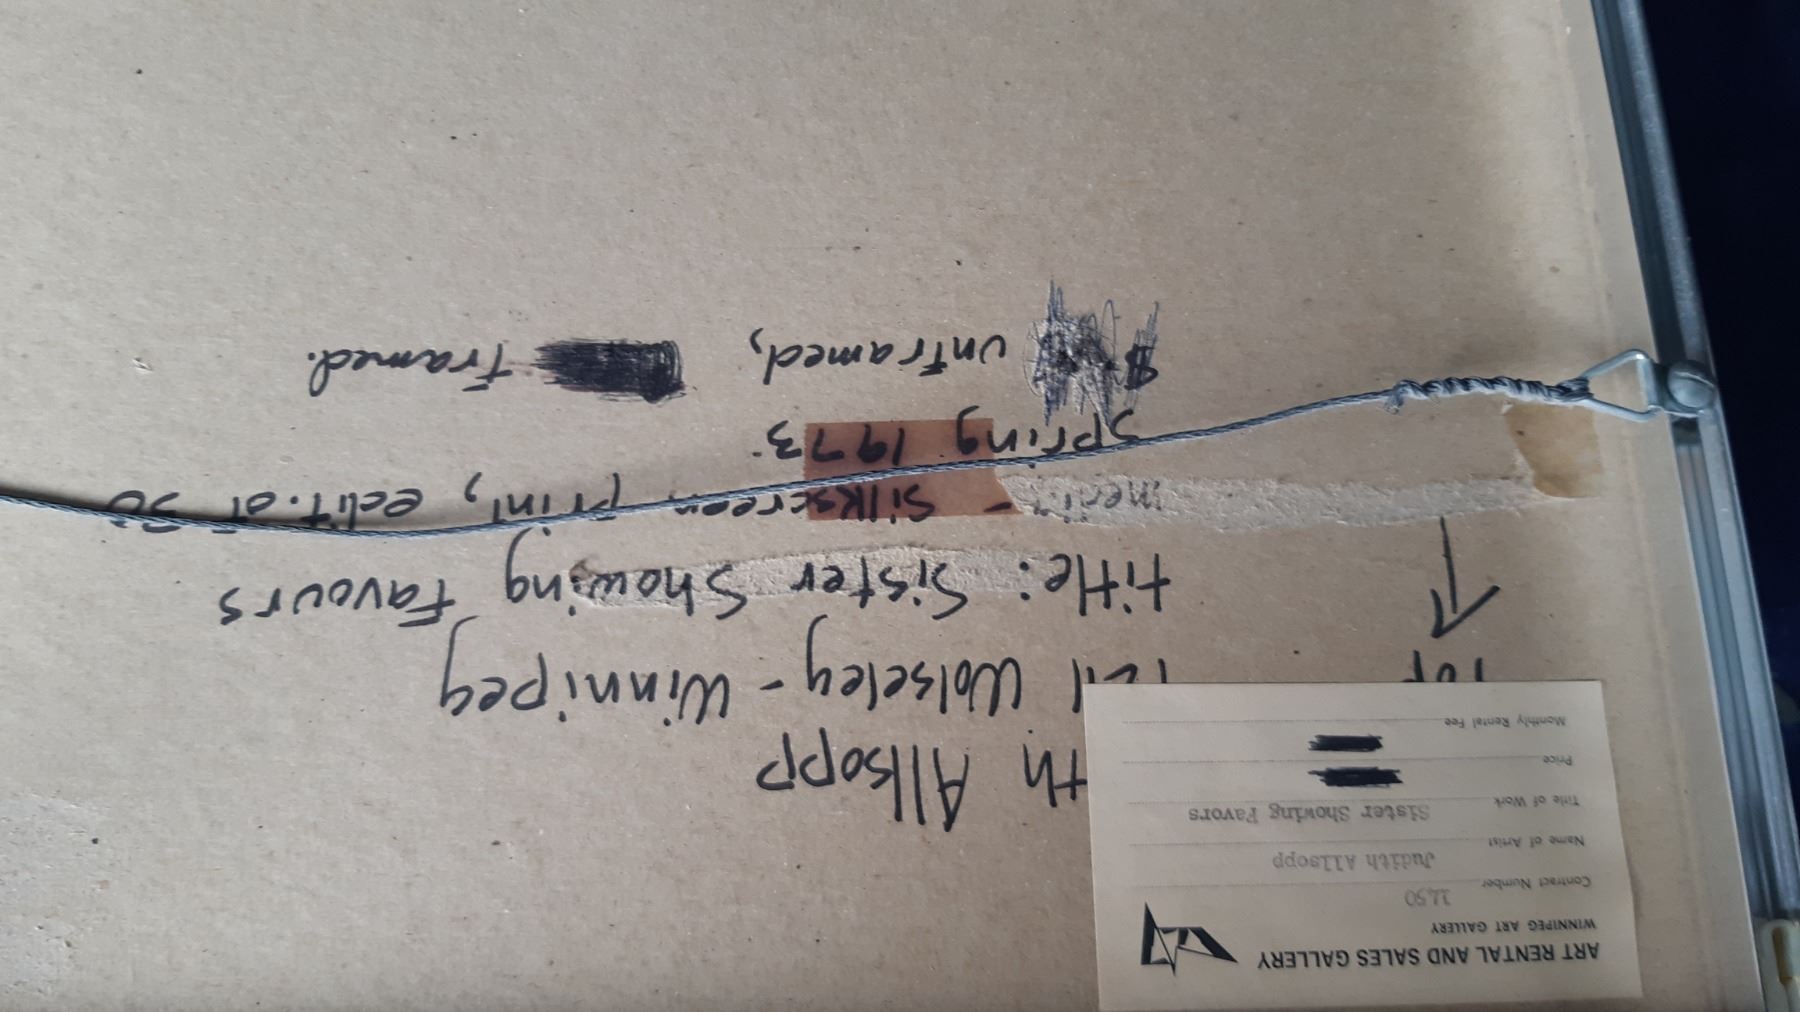 ART RENTAL AND SALES GALLERY
WINNIPEG ART GALLERY
Contract Number
Name of Artist Judith Allsopp
Title of Work Sister Showing Favors
Price
Monthly Rental Fee
th Allsopp
Wolseley - Winnipeg
Top
title: Sister Showing Favours
- Silkscreen print, edit. of 30
Spring 1973
$ unframed, framed.